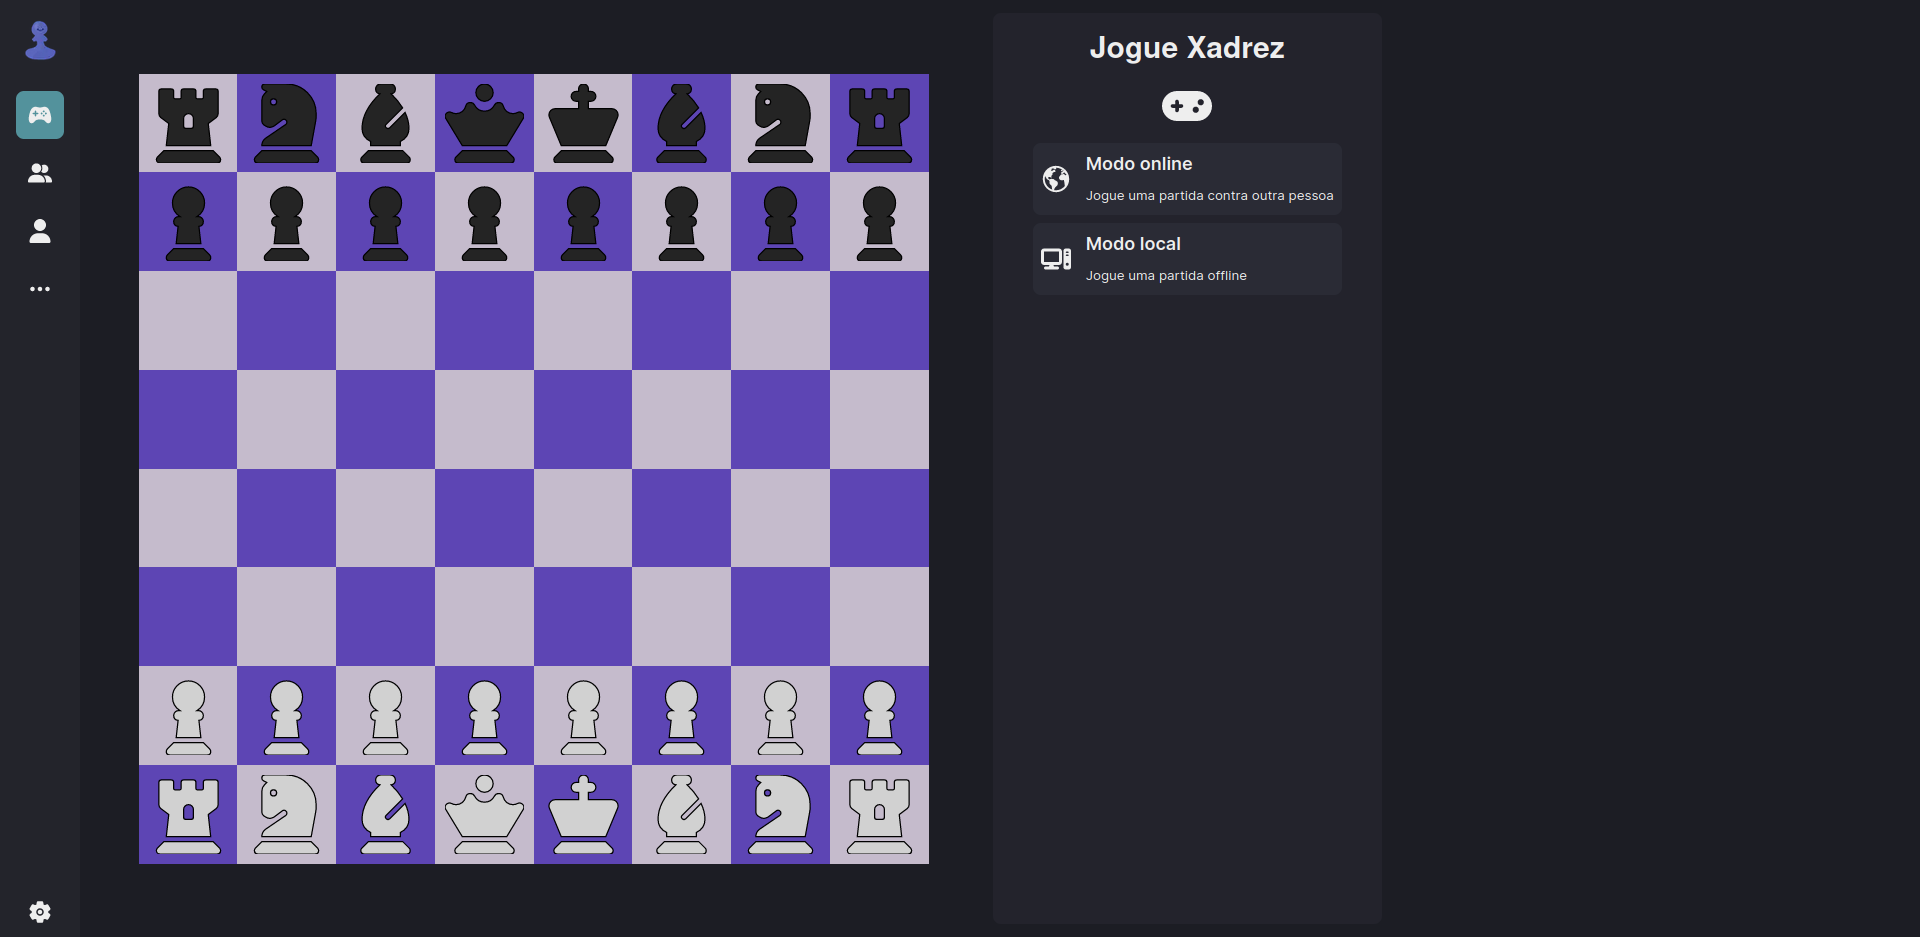 Jogue Xadrez
Modo online
Jogue uma partida contra outra pessoa
Modo local
Jogue uma partida offline